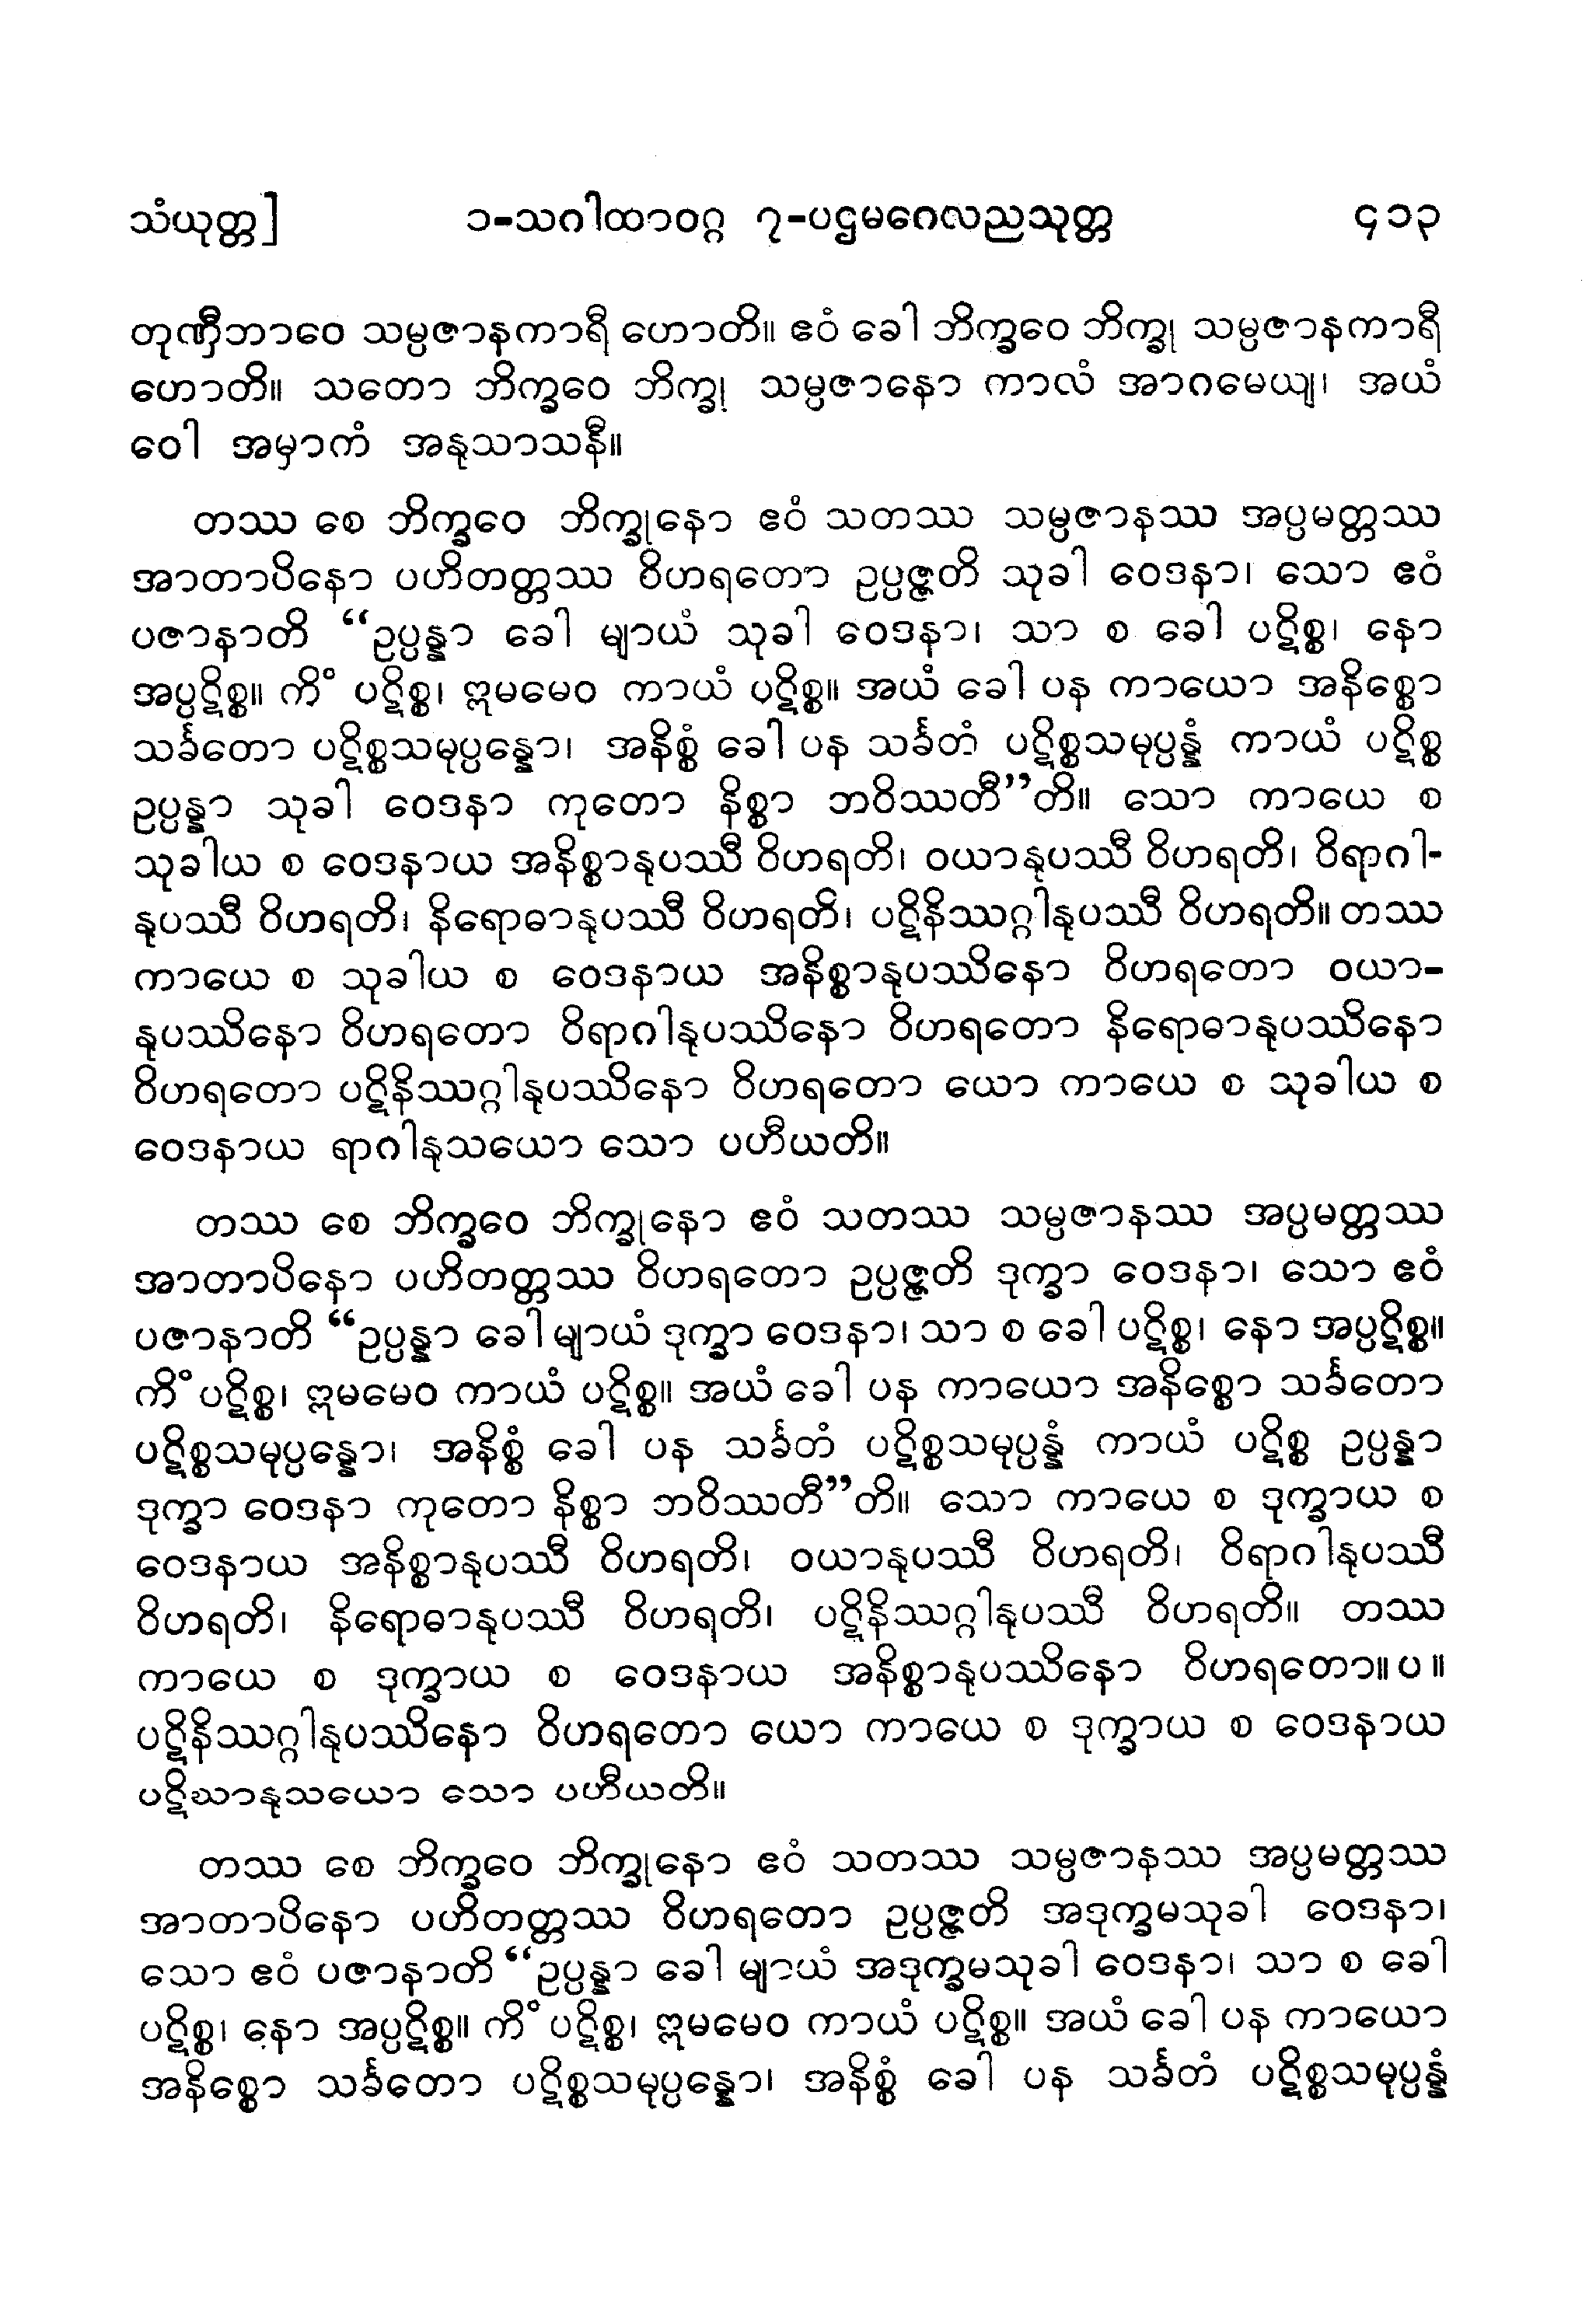 သံယုတ္တ] ၁-သဂါထာဝဂ္ဂ ၇-ပဌမဂေလညသုတ္တ ၄၁၃
တုဏှီဘာဝေ သမ္ပဇာနကာရီ ဟောတိ။ ဧဝံ ခေါ ဘိက္ခဝေ ဘိက္ခု သမ္ပဇာနကာရီ
ဟောတိ။ သတော ဘိက္ခဝေ ဘိက္ခု သမ္ပဇာနော ကာလံ အာဂမေယျ၊ အယံ
ဝေါ အမှာကံ အနုသာသနီ။
တဿ စေ ဘိက္ခဝေ ဘိက္ခုနော ဧဝံ သတဿ သမ္ပဇာနဿ အပ္ပမတ္တဿ
အာတာပိနော ပဟိတတ္တဿ ဝိဟရတော ဥပ္ပဇ္ဇတိ သုခါ ဝေဒနာ၊ သော ဧဝံ
ပဇာနာတိ “ဥပ္ပန္နာ ခေါ မျာယံ သုခါ ဝေဒနာ၊ သာ စ ခေါ ပဋိစ္စ၊ နော
အပ္ပဋိစ္စ။ ကိံ ပဋိစ္စ၊ ဣမမေဝ ကာယံ ပဋိစ္စ။ အယံ ခေါ ပန ကာယော အနိစ္စော
သင်္ခတော ပဋိစ္စသမုပ္ပန္နော၊ အနိစ္စံ ခေါ ပန သင်္ခတံ ပဋိစ္စသမုပ္ပန္နံ ကာယံ ပဋိစ္စ
ဥပ္ပန္နာ သုခါ ဝေဒနာ ကုတော နိစ္စာ ဘဝိဿတီ”တိ။ သော ကာယေ စ
သုခါယ စ ဝေဒနာယ အနိစ္စာနုပဿီ ဝိဟရတိ၊ ဝယာနုပဿီ ဝိဟရတိ၊ ဝိရာဂါ-
နုပဿီ ဝိဟရတိ၊ နိရောဓာနုပဿီ ဝိဟရတိ၊ ပဋိနိဿဂ္ဂါနုပဿီ ဝိဟရတိ။ တဿ
ကာယေ စ သုခါယ စ ဝေဒနာယ အနိစ္စာနုပဿိနော ဝိဟရတော ဝယာ-
နုပဿိနော ဝိဟရတော ဝိရာဂါနုပဿိနော ဝိဟရတော နိရောဓာနုပဿိနော
ဝိဟရတော ပဋိနိဿဂ္ဂါနုပဿိနော ဝိဟရတော ယော ကာယေ စ သုခါယ စ
ဝေဒနာယ ရာဂါနုသယော သော ပဟီယတိ။
တဿ စေ ဘိက္ခဝေ ဘိက္ခုနော ဧဝံ သတဿ သမ္ပဇာနဿ အပ္ပမတ္တဿ
အာတာပိနော ပဟိတတ္တဿ ဝိဟရတော ဥပ္ပဇ္ဇတိ ဒုက္ခာ ဝေဒနာ၊ သော ဧဝံ
ပဇာနာတိ “ဥပ္ပန္နာ ခေါ မျာယံ ဒုက္ခာ ဝေဒနာ၊ သာ စ ခေါ ပဋိစ္စ၊ နော အပ္ပဋိစ္စ။
ကိံ ပဋိစ္စ၊ ဣမမေဝ ကာယံ ပဋိစ္စ။ အယံ ခေါ ပန ကာယော အနိစ္စော သင်္ခတော
ပဋိစ္စသမုပ္ပန္နော၊ အနိစ္စံ ခေါ ပန သင်္ခတံ ပဋိစ္စသမုပ္ပန္နံ ကာယံ ပဋိစ္စ ဥပ္ပန္နာ
ဒုက္ခာ ဝေဒနာ ကုတော နိစ္စာ ဘဝိဿတီ”တိ။ သော ကာယေ စ ဒုက္ခာယ စ
ဝေဒနာယ အနိစ္စာနုပဿီ ဝိဟရတိ၊ ဝယာနုပဿီ ဝိဟရတိ၊ ဝိရာဂါနုပဿီ
ဝိဟရတိ၊ နိရောဓာနုပဿီ ဝိဟရတိ၊ ပဋိနိဿဂ္ဂါနုပဿီ ဝိဟရတိ။ တဿ
ကာယေ စ ဒုက္ခာယ စ ဝေဒနာယ အနိစ္စာနုပဿိနော ဝိဟရတော။ပ။
ပဋိနိဿဂ္ဂါနုပဿိနော ဝိဟရတော ယော ကာယေ စ ဒုက္ခာယ စ ဝေဒနာယ
ပဋိဃာနုသယော သော ပဟီယတိ။
တဿ စေ ဘိက္ခဝေ ဘိက္ခုနော ဧဝံ သတဿ သမ္ပဇာနဿ အပ္ပမတ္တဿ
အာတာပိနော ပဟိတတ္တဿ ဝိဟရတော ဥပ္ပဇ္ဇတိ အဒုက္ခမသုခါ ဝေဒနာ၊
သော ဧဝံ ပဇာနာတိ “ဥပ္ပန္နာ ခေါ မျာယံ အဒုက္ခမသုခါ ဝေဒနာ၊ သာ စ ခေါ
ပဋိစ္စ၊ နော အပ္ပဋိစ္စ။ ကိံ ပဋိစ္စ၊ ဣမမေဝ ကာယံ ပဋိစ္စ။ အယံ ခေါ ပန ကာယော
အနိစ္စော သင်္ခတော ပဋိစ္စသမုပ္ပန္နော၊ အနိစ္စံ ခေါ ပန သင်္ခတံ ပဋိစ္စသမုပ္ပန္နံ